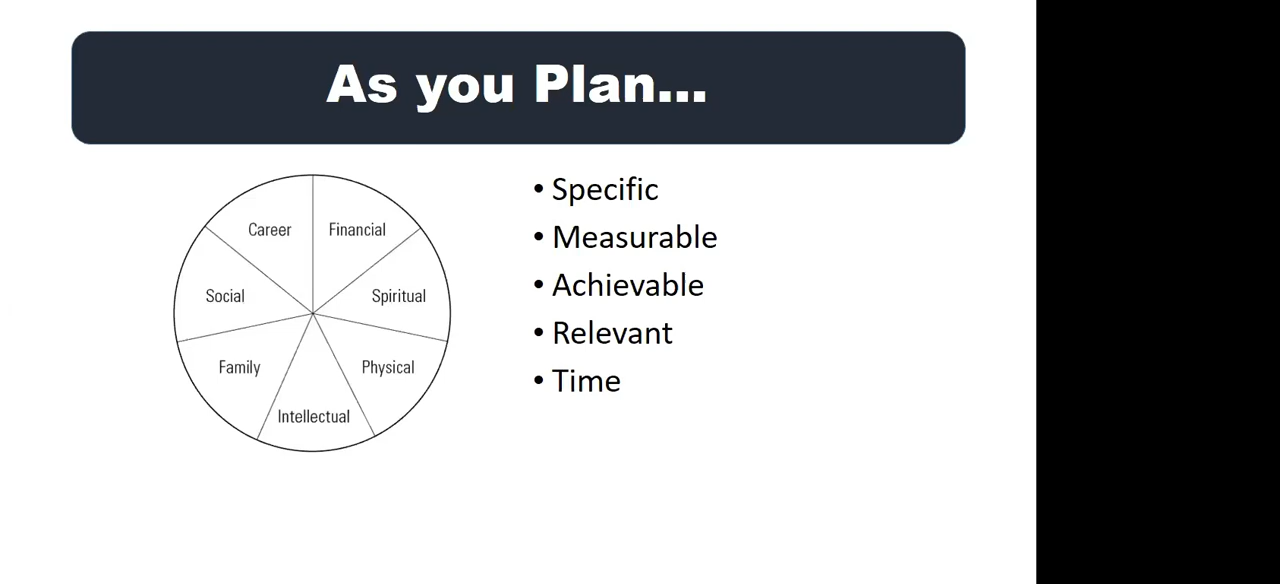 As you Plan...
Career
Financial
Social
Spiritual
Family
Physical
Intellectual
• Specific
• Measurable
• Achievable
• Relevant
• Time